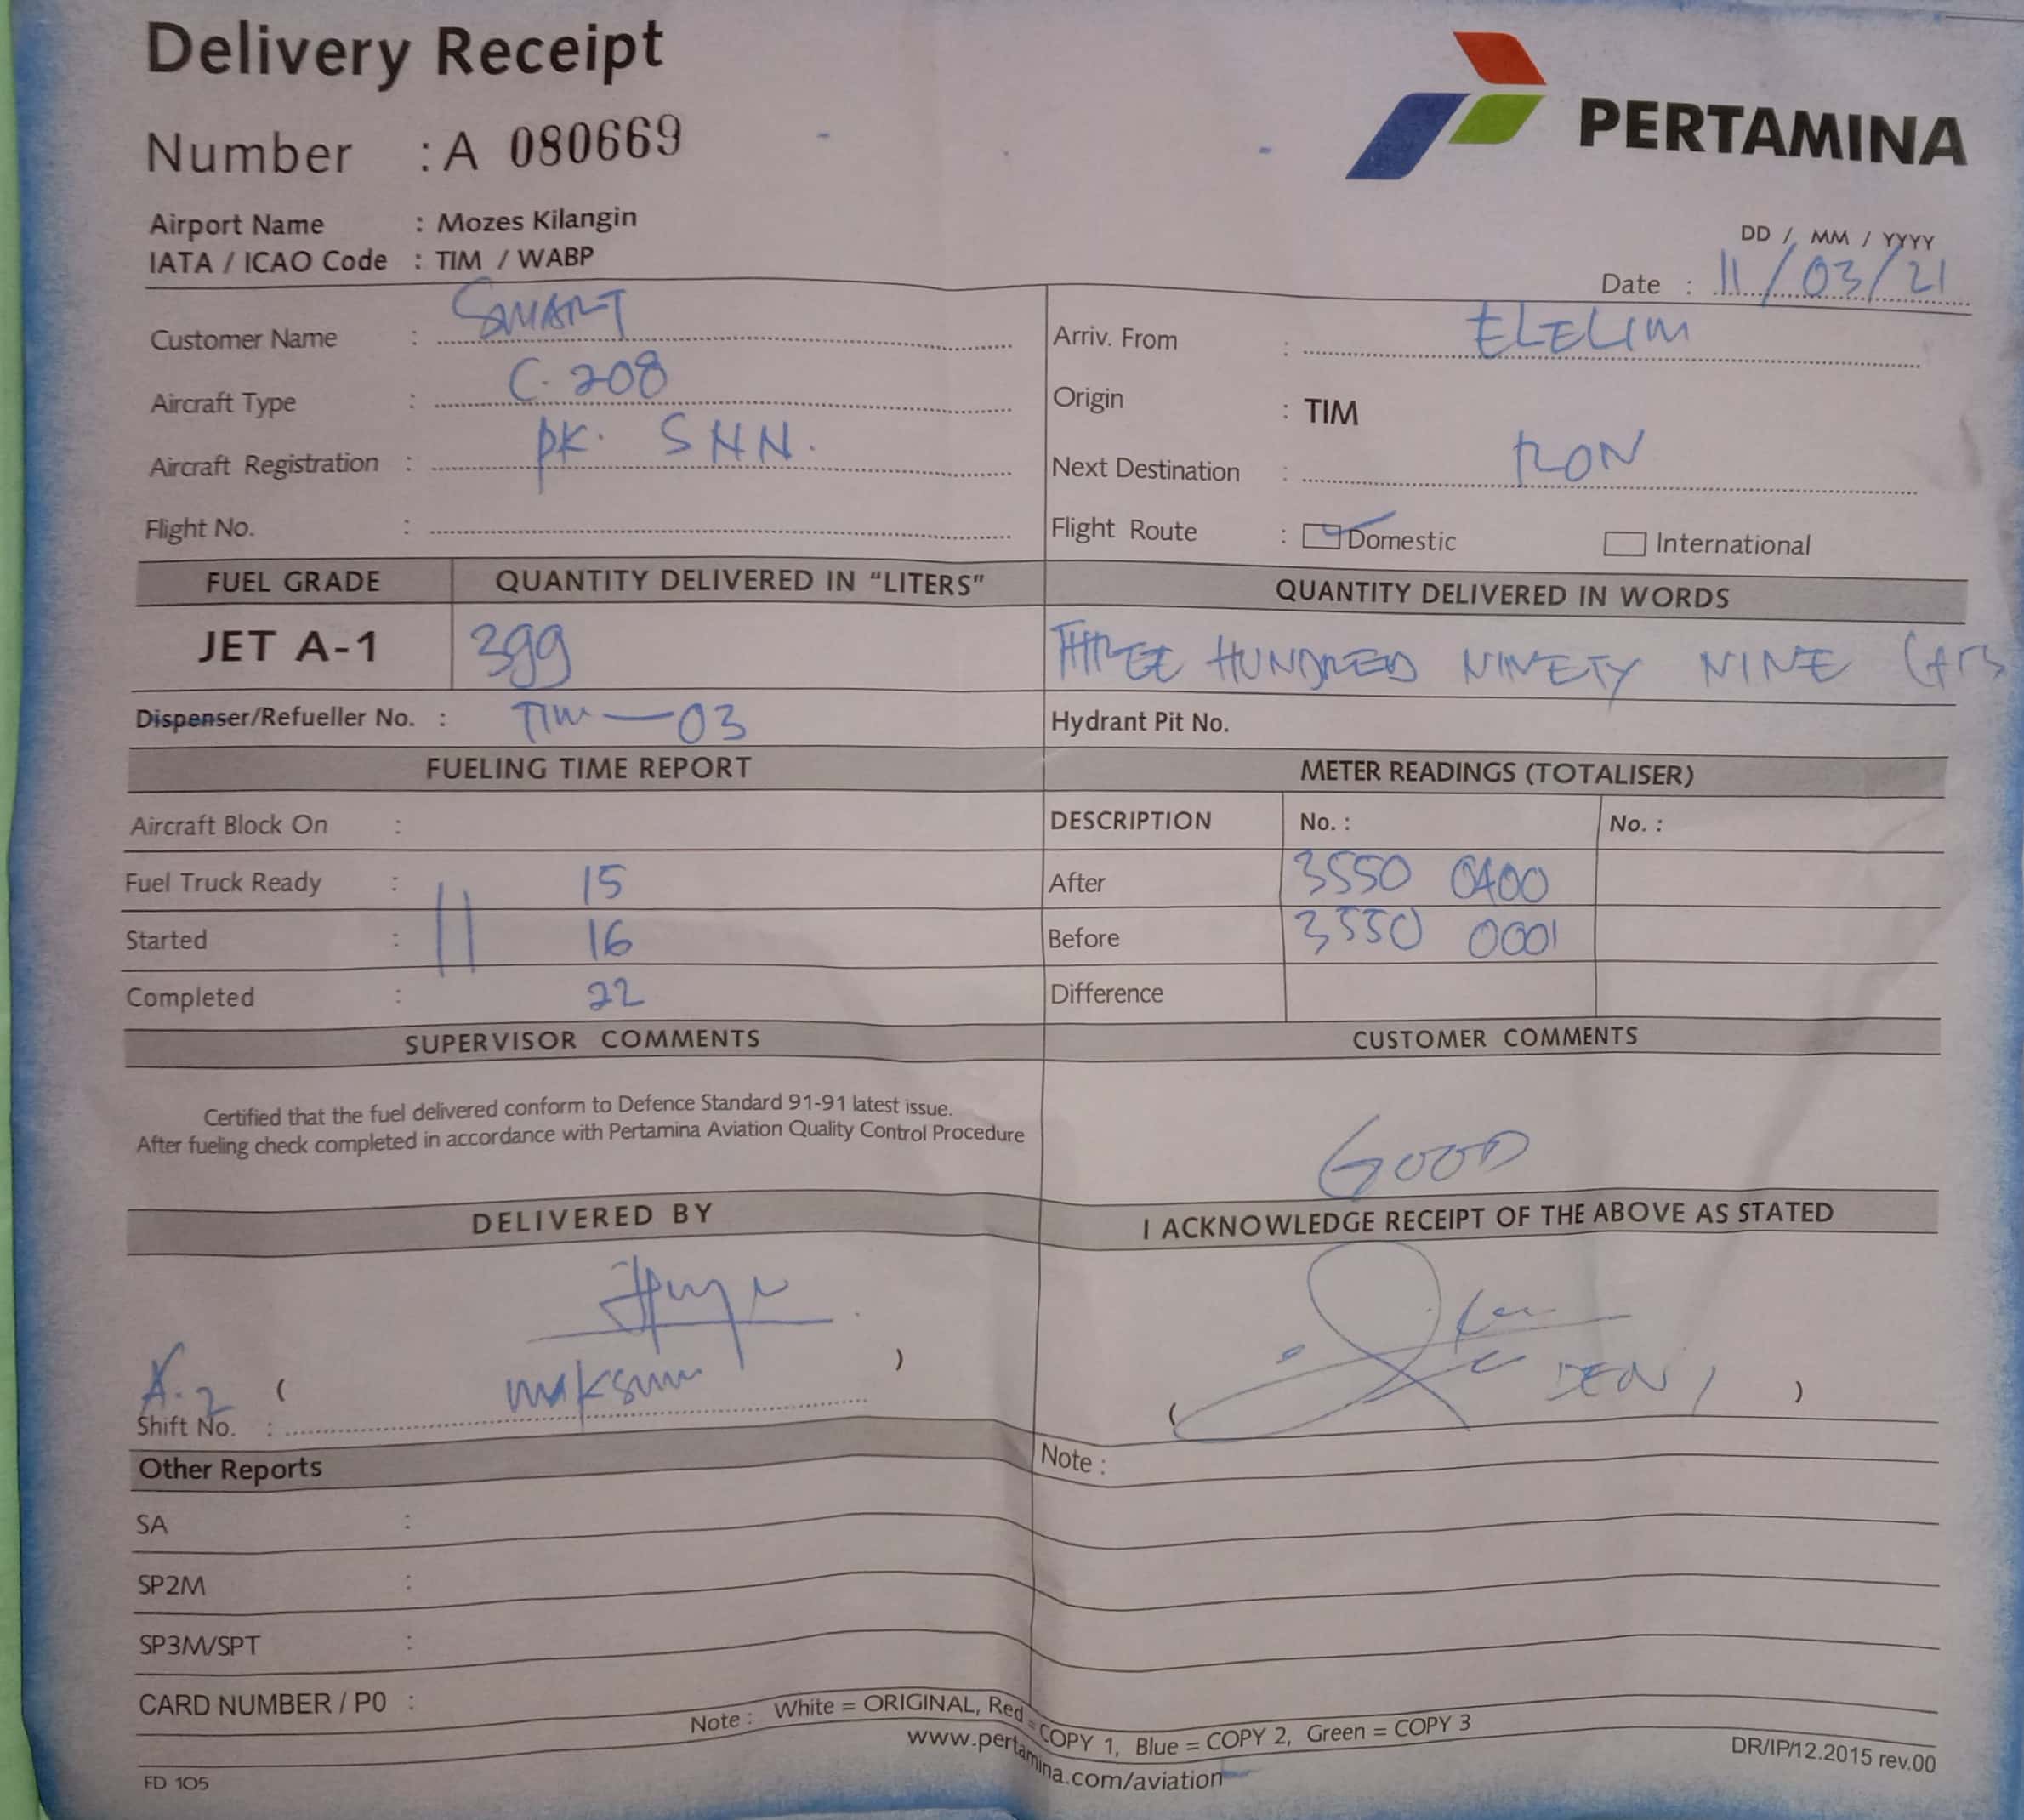 Delivery Receipt
PERTAMINA
Number : A 080669
Airport Name : Mozes Kilangin
IATA / ICAO Code : TIM / WABP
DD / MM / YYYY
Date : 11/03/21
Customer Name : SMART
Arriv. From : ELELIM
Aircraft Type : C. 208
Origin : TIM
Aircraft Registration : PK. SNN.
Next Destination : RON
Flight No. :
Flight Route : Domestic International
FUEL GRADE QUANTITY DELIVERED IN “LITERS” QUANTITY DELIVERED IN WORDS
JET A-1 399 THREE HUNDRED NINETY NINE
Dispenser/Refueller No. : TIM — 03 Hydrant Pit No.
FUELING TIME REPORT METER READINGS (TOTALISER)
Aircraft Block On : DESCRIPTION No. : No. :
Fuel Truck Ready : 15 After 3550 0400
Started : 11 16 Before 3550 0001
Completed : 22 Difference
SUPERVISOR COMMENTS CUSTOMER COMMENTS
Certified that the fuel delivered conform to Defence Standard 91-91 latest issue.
After fueling check completed in accordance with Pertamina Aviation Quality Control Procedure
GOOD
DELIVERED BY I ACKNOWLEDGE RECEIPT OF THE ABOVE AS STATED
A.2 ( maksum ) ( DENI )
Shift No. :
Other Reports Note :
SA :
SP2M :
SP3M/SPT :
CARD NUMBER / P0 :
Note : White = ORIGINAL, Red = COPY 1, Blue = COPY 2, Green = COPY 3
www.pertamina.com/aviation
DR/IP/12.2015 rev.00
FD 105